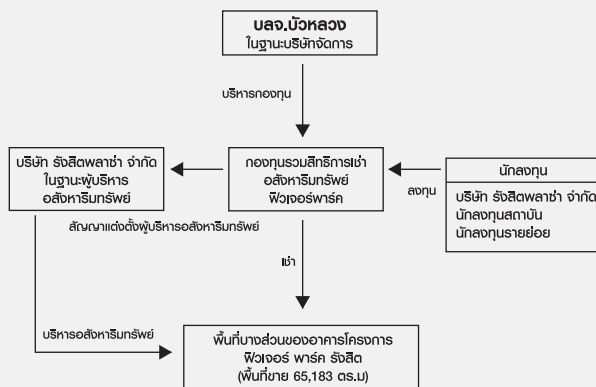 บลจ.บัวหลวง
ในฐานะบริษัทจัดการ
บริหารกองทุน
บริษัท รังสิตพลาซ่า จำกัด
ในฐานะผู้บริหาร
อสังหาริมทรัพย์
กองทุนรวมสิทธิการเช่า
อสังหาริมทรัพย์
ฟิวเจอร์พาร์ค
ลงทุน
นักลงทุน
บริษัท รังสิตพลาซ่า จำกัด
นักลงทุนสถาบัน
นักลงทุนรายย่อย
สัญญาแต่งตั้งผู้บริหารอสังหาริมทรัพย์
เช่า
บริหารอสังหาริมทรัพย์
พื้นที่บางส่วนของอาคารโครงการ
ฟิวเจอร์ พาร์ค รังสิต
(พื้นที่ขาย 65,183 ตร.ม)